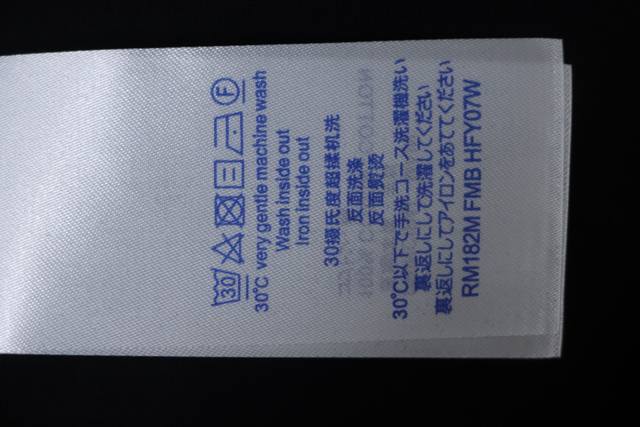 30
F
30°C very gentle machine wash
Wash inside out
Iron inside out
30摄氏度超揉机洗
反面洗涤
反面熨烫
30℃以下で手洗コース洗濯機洗い
裏返しにして洗濯してください
裏返しにしてアイロンをあててください
RM182M FMB HFY07W